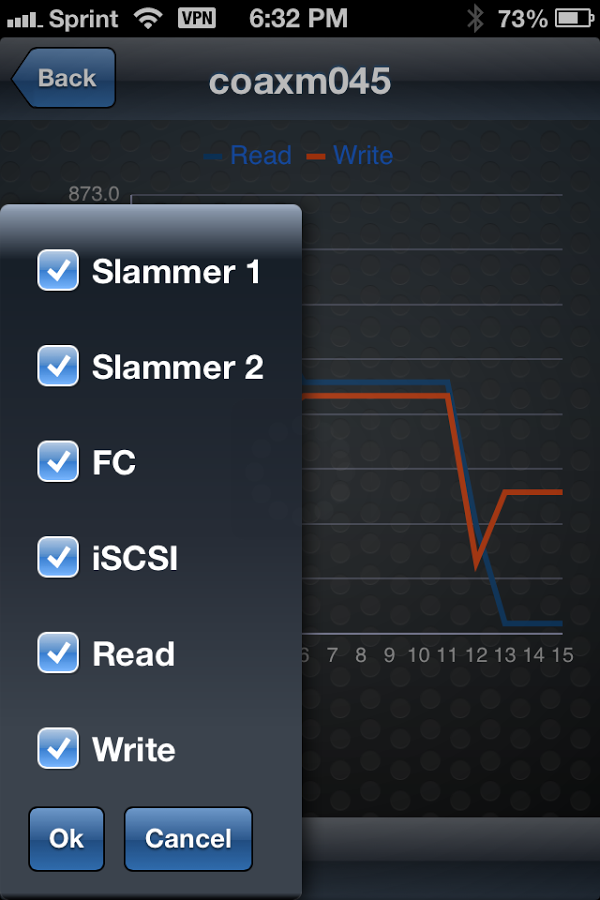 Sprint VPN 6:32 PM 73%
Back coaxm045
Read Write
873.0
Slammer 1
Slammer 2
FC
iSCSI
Read
6 7 8 9 10 11 12 13 14 15
Write
Ok Cancel